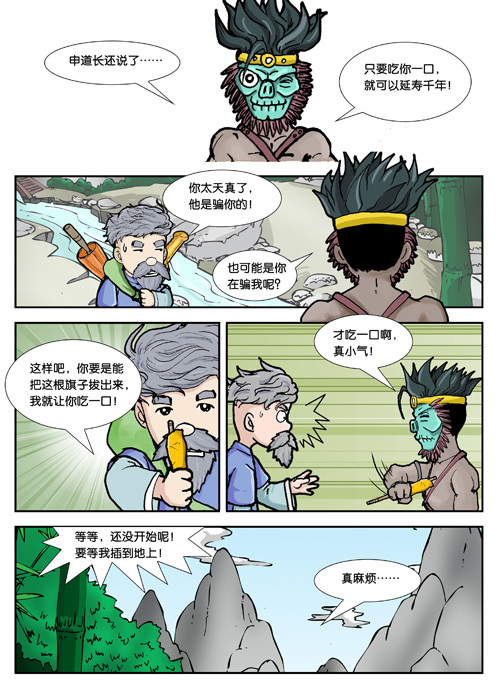 申道长还说了……
只要吃你一口，
就可以延寿千年！
你太天真了，
他是骗你的！
也可能是你
在骗我呢？
这样吧，你要是能
把这根旗子拔出来，
我就让你吃一口！
才吃一口啊，
真小气！
等等，还没开始呢！
要等我插到地上！
真麻烦……